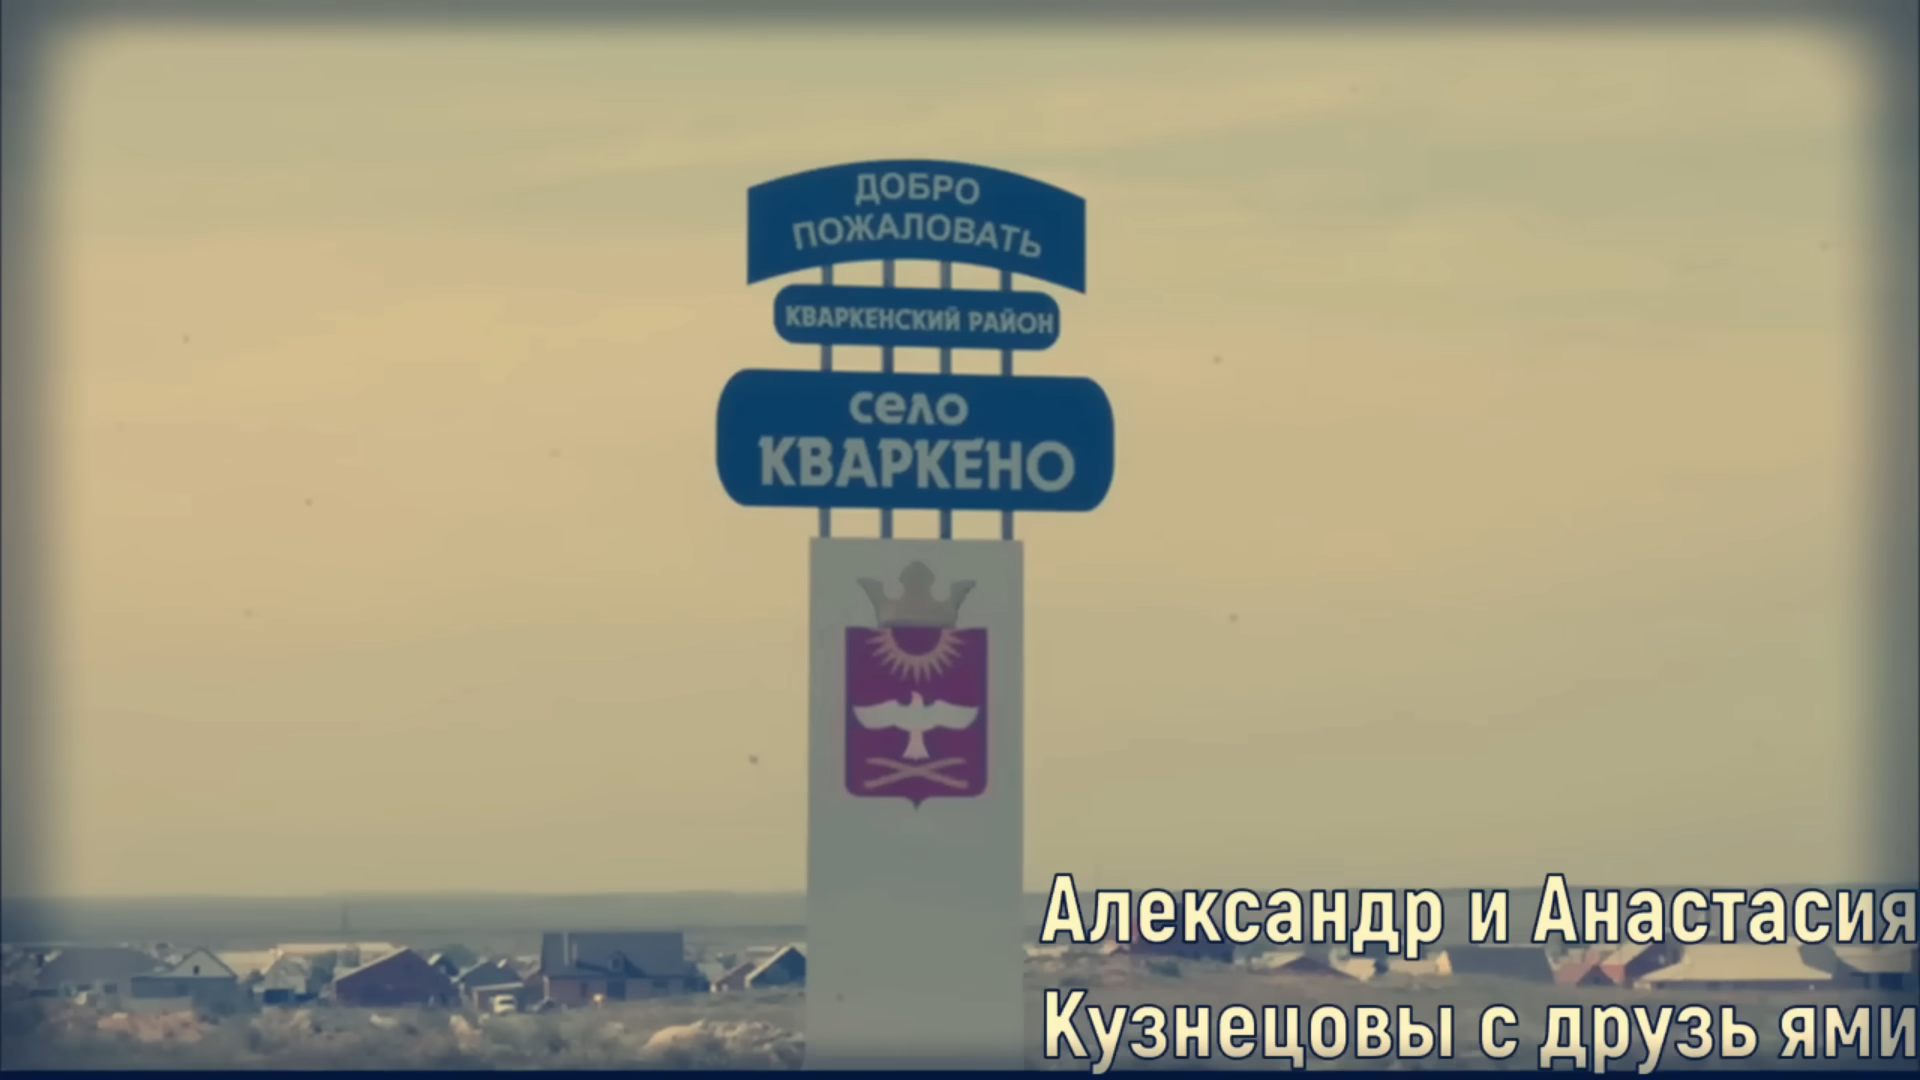 ДОБРО
ПОЖАЛОВАТЬ
КВАРКЕНСКИЙ РАЙОН
село
КВАРКЕНО
Александр и Анастасия
Кузнецовы с друзь ями